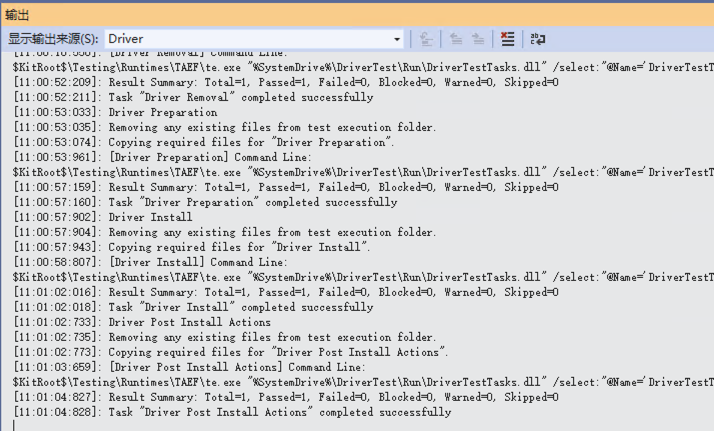 输出
显示输出来源(S): Driver
[Driver Removal] Command Line:
$KitRoot$\Testing\Runtimes\TAEF\te.exe "%SystemDrive%\DriverTest\Run\DriverTestTasks.dll" /select:"@Name='DriverTestT
[11:00:52:209]: Result Summary: Total=1, Passed=1, Failed=0, Blocked=0, Warned=0, Skipped=0
[11:00:52:211]: Task "Driver Removal" completed successfully
[11:00:53:033]: Driver Preparation
[11:00:53:035]: Removing any existing files from test execution folder.
[11:00:53:074]: Copying required files for "Driver Preparation".
[11:00:53:961]: [Driver Preparation] Command Line:
$KitRoot$\Testing\Runtimes\TAEF\te.exe "%SystemDrive%\DriverTest\Run\DriverTestTasks.dll" /select:"@Name='DriverTestT
[11:00:57:159]: Result Summary: Total=1, Passed=1, Failed=0, Blocked=0, Warned=0, Skipped=0
[11:00:57:160]: Task "Driver Preparation" completed successfully
[11:00:57:902]: Driver Install
[11:00:57:904]: Removing any existing files from test execution folder.
[11:00:57:943]: Copying required files for "Driver Install".
[11:00:58:807]: [Driver Install] Command Line:
$KitRoot$\Testing\Runtimes\TAEF\te.exe "%SystemDrive%\DriverTest\Run\DriverTestTasks.dll" /select:"@Name='DriverTestT
[11:01:02:016]: Result Summary: Total=1, Passed=1, Failed=0, Blocked=0, Warned=0, Skipped=0
[11:01:02:018]: Task "Driver Install" completed successfully
[11:01:02:733]: Driver Post Install Actions
[11:01:02:735]: Removing any existing files from test execution folder.
[11:01:02:773]: Copying required files for "Driver Post Install Actions".
[11:01:03:659]: [Driver Post Install Actions] Command Line:
$KitRoot$\Testing\Runtimes\TAEF\te.exe "%SystemDrive%\DriverTest\Run\DriverTestTasks.dll" /select:"@Name='DriverTestT
[11:01:04:827]: Result Summary: Total=1, Passed=1, Failed=0, Blocked=0, Warned=0, Skipped=0
[11:01:04:828]: Task "Driver Post Install Actions" completed successfully